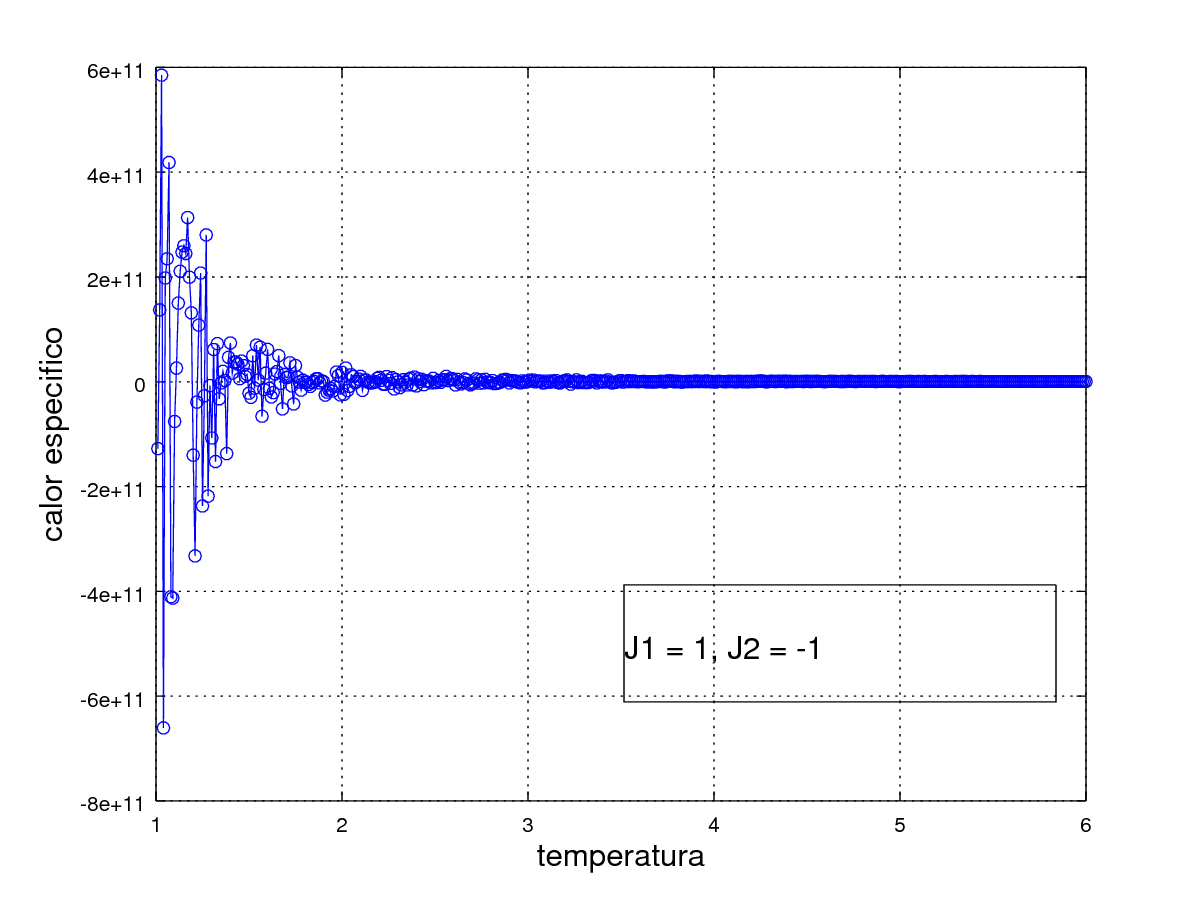 6e+11
4e+11
2e+11
0
-2e+11
-4e+11
-6e+11
-8e+11
calor especifico
J1 = 1, J2 = -1
1 2 3 4 5 6
temperatura